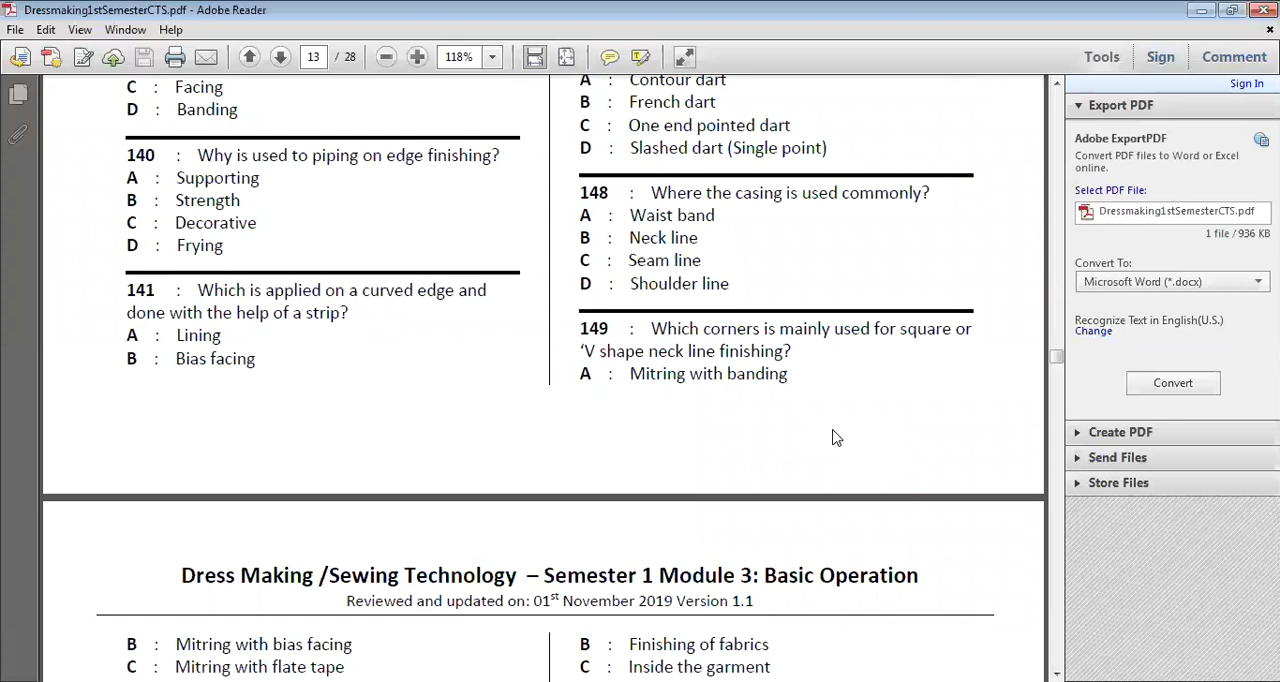 Dressmaking1stSemesterCTS.pdf - Adobe Reader
File Edit View Window Help
13 / 28 118% Tools Sign Comment
C : Facing
D : Banding
140 : Why is used to piping on edge finishing?
A : Supporting
B : Strength
C : Decorative
D : Frying
141 : Which is applied on a curved edge and
done with the help of a strip?
A : Lining
B : Bias facing
A : Contour dart
B : French dart
C : One end pointed dart
D : Slashed dart (Single point)
148 : Where the casing is used commonly?
A : Waist band
B : Neck line
C : Seam line
D : Shoulder line
149 : Which corners is mainly used for square or
‘V shape neck line finishing?
A : Mitring with banding
Dress Making /Sewing Technology – Semester 1 Module 3: Basic Operation
Reviewed and updated on: 01st November 2019 Version 1.1
B : Mitring with bias facing
C : Mitring with flate tape
B : Finishing of fabrics
C : Inside the garment
Sign In
Export PDF
Adobe ExportPDF
Convert PDF files to Word or Excel
online.
Select PDF File:
Dressmaking1stSemesterCTS.pdf
1 file / 936 KB
Convert To:
Microsoft Word (*.docx)
Recognize Text in English(U.S.)
Change
Convert
Create PDF
Send Files
Store Files